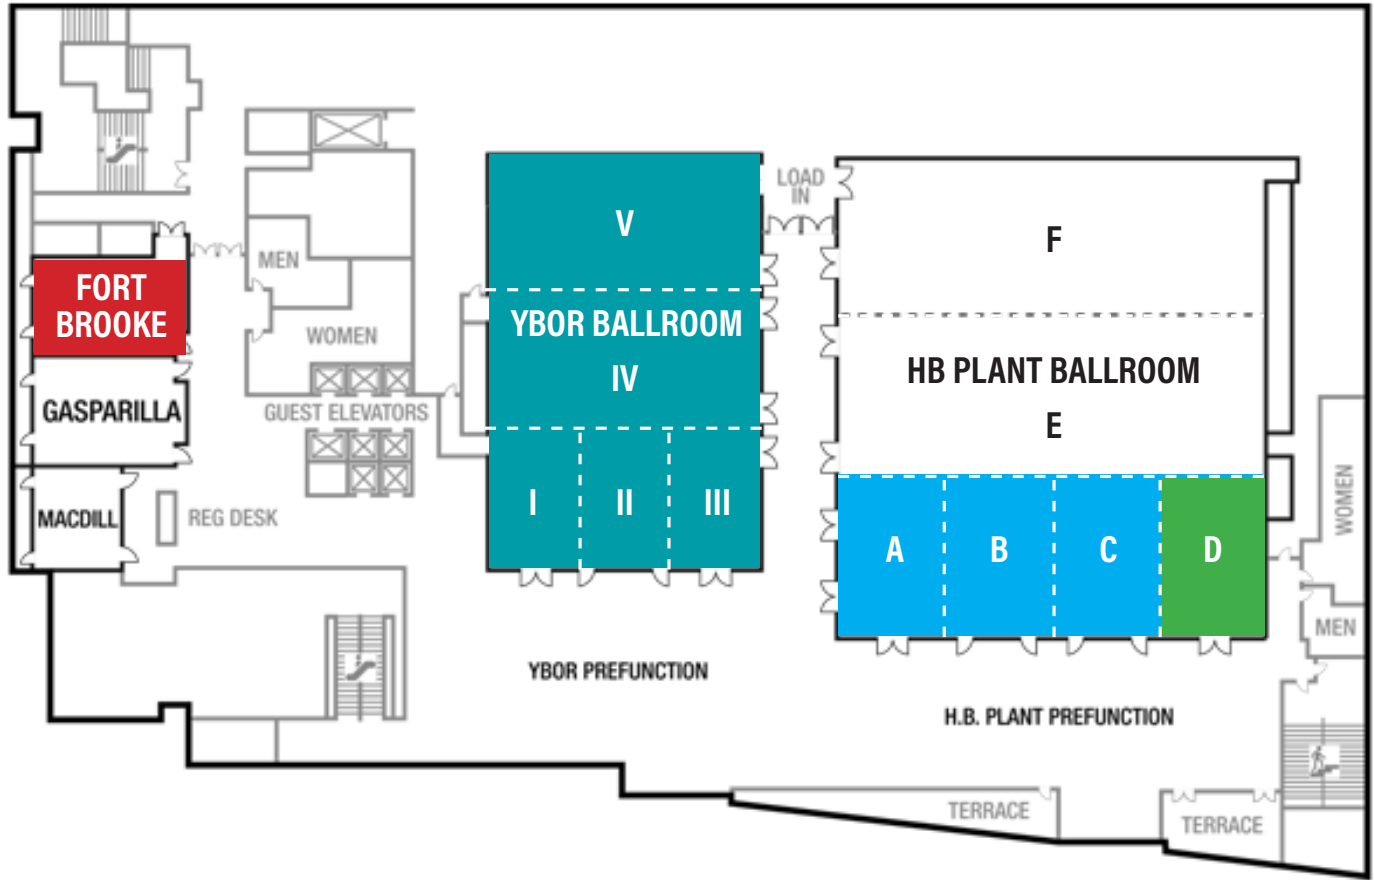 LOAD
IN
V
F
MEN
FORT
BROOKE
YBOR BALLROOM
IV
WOMEN
HB PLANT BALLROOM
E
GASPARILLA
GUEST ELEVATORS
I
II
III
MACDILL
REG DESK
WOMEN
A
B
C
D
MEN
YBOR PREFUNCTION
H.B. PLANT PREFUNCTION
TERRACE
TERRACE